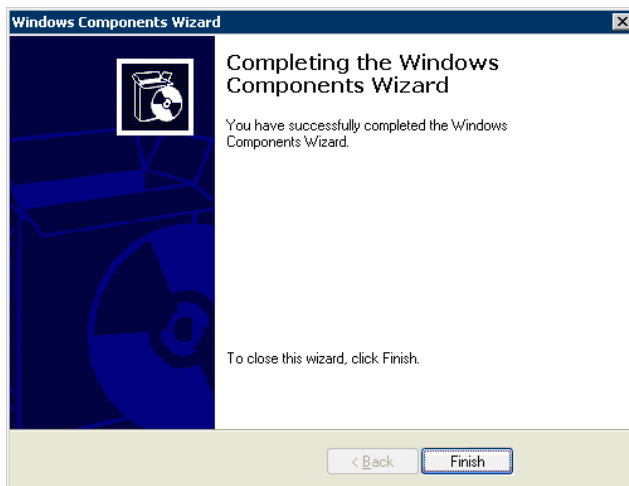 Windows Components Wizard
Completing the Windows
Components Wizard
You have successfully completed the Windows
Components Wizard.
To close this wizard, click Finish.
< Back
Finish